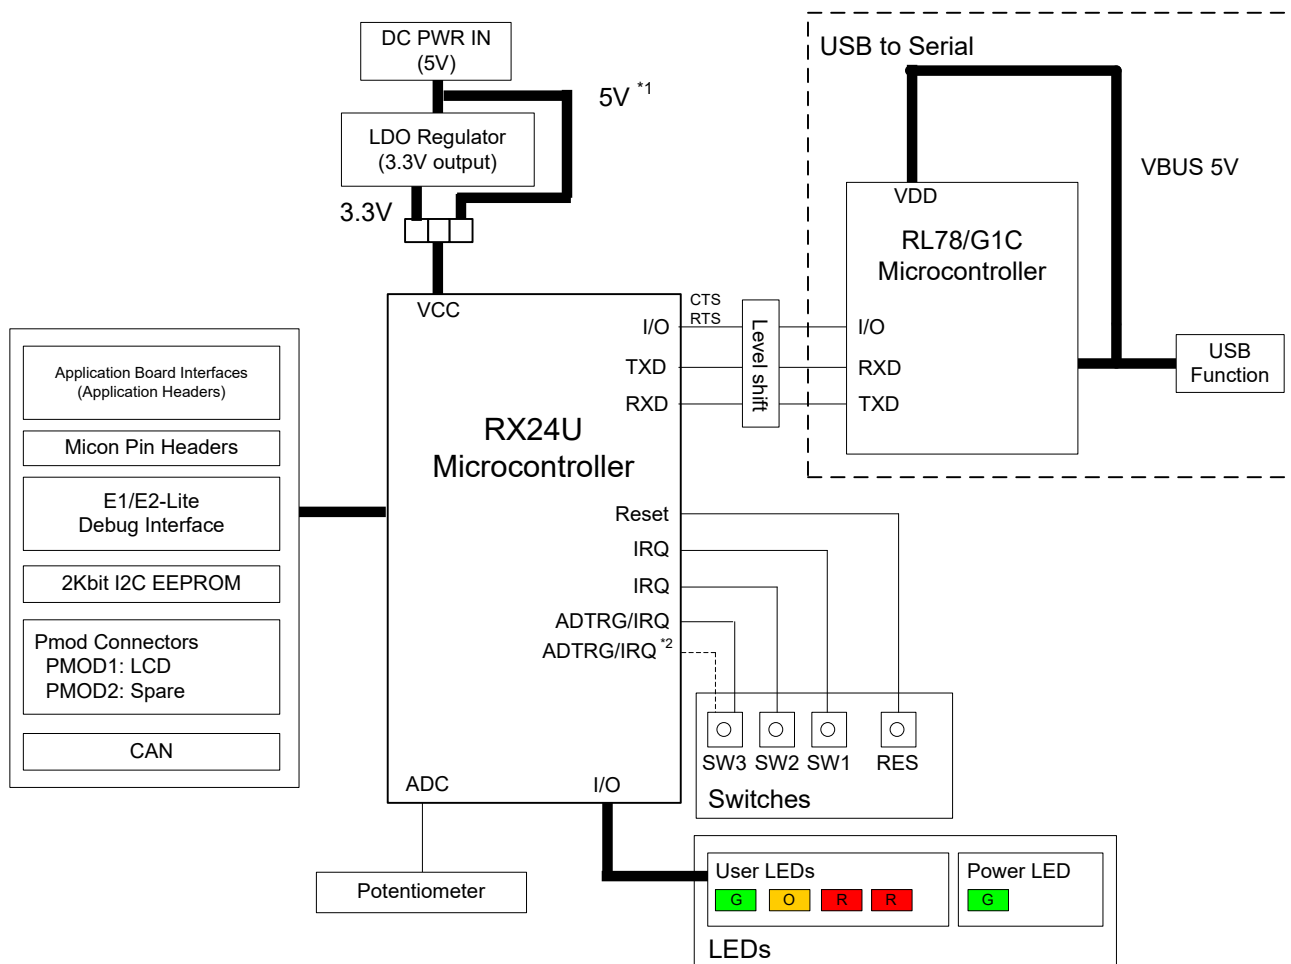 DC PWR IN
(5V)
5V *1
LDO Regulator
(3.3V output)
3.3V
USB to Serial
VBUS 5V
VDD
RL78/G1C
Microcontroller
I/O
RXD
TXD
USB
Function
Level shift
CTS
RTS
VCC
I/O
TXD
RXD
RX24U
Microcontroller
Reset
IRQ
IRQ
ADTRG/IRQ
ADTRG/IRQ *2
ADC
I/O
Application Board Interfaces
(Application Headers)
Micon Pin Headers
E1/E2-Lite
Debug Interface
2Kbit I2C EEPROM
Pmod Connectors
PMOD1: LCD
PMOD2: Spare
CAN
SW3 SW2 SW1 RES
Switches
Potentiometer
User LEDs
G O R R
Power LED
G
LEDs